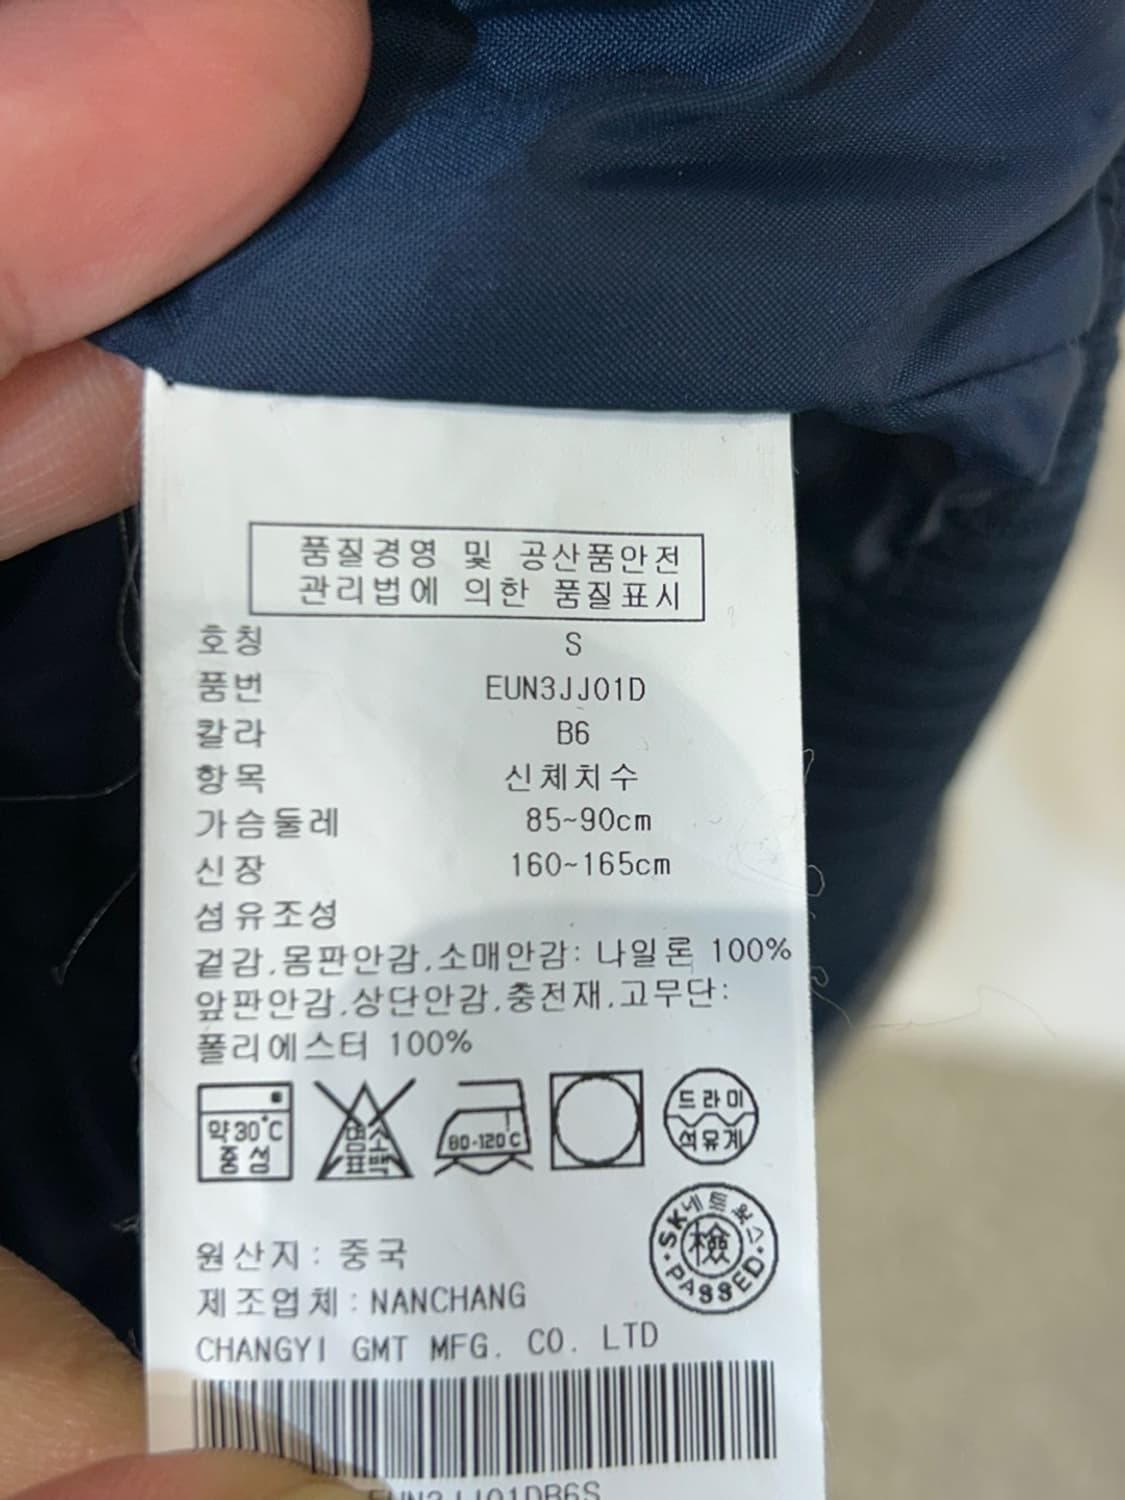 품질경영 및 공산품안전
관리법에 의한 품질표시
호칭 S
품번 EUN3JJ01D
칼라 B6
항목 신체치수
가슴둘레 85~90cm
신장 160~165cm
섬유조성
겉감,몸판안감,소매안감: 나일론 100%
앞판안감,상단안감,충전재,고무단:
폴리에스터 100%
약30°C
중성
염소
표백
80-120°C
드라이
석유계
SK네트웍스
檢
PASSED
원산지: 중국
제조업체: NANCHANG
CHANGYI GMT MFG. CO. LTD
EUN3JJ01DB6S